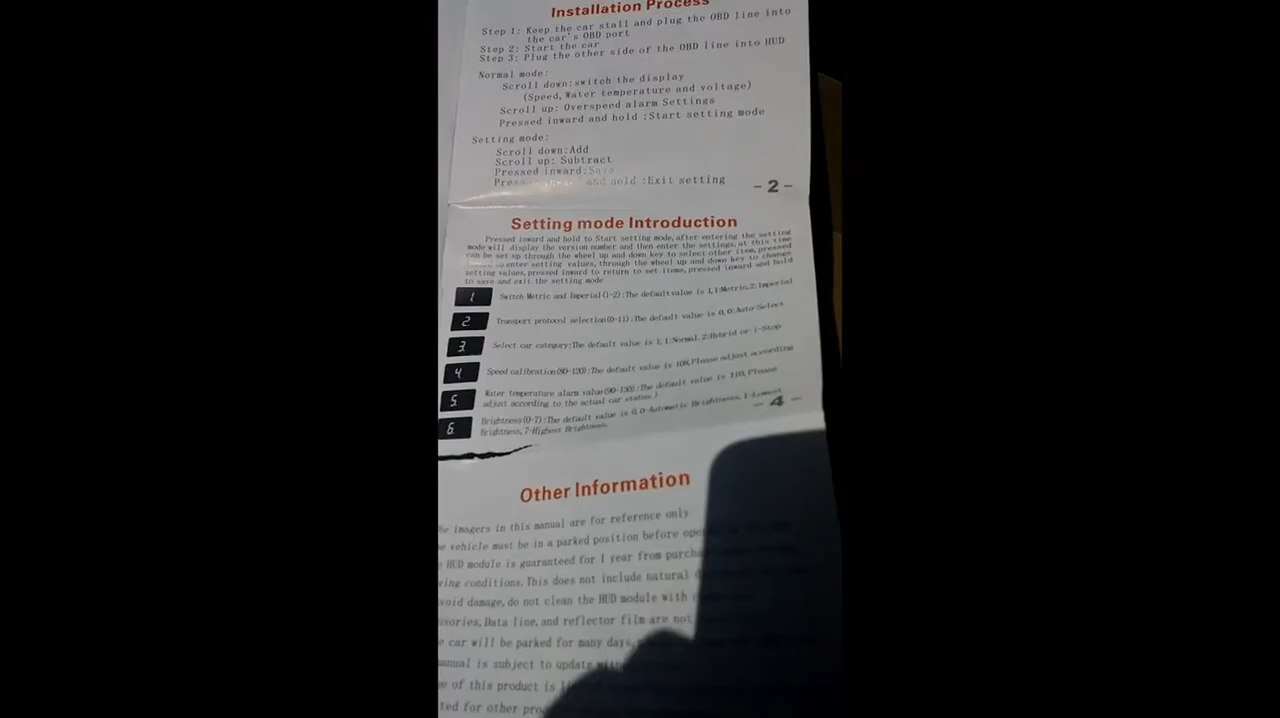 Installation Process
Step 1: Keep the car stall and plug the OBD line into
the car's OBD port
Step 2: Start the car
Step 3: Plug the other side of the OBD line into HUD
Normal mode:
Scroll down:switch the display
(Speed, Water temperature and voltage)
Scroll up: Overspeed alarm Settings
Pressed inward and hold :Start setting mode
Setting mode:
Scroll down:Add
Scroll up: Subtract
Pressed inward:Save
Pressed inward and hold :Exit setting
-2-
Setting mode Introduction
Pressed inward and hold to Start setting mode, after entering the setting
mode will display the version number and then enter the settings, at this time
can be set up through the wheel up and down key to select other item, pressed
to enter setting values, through the wheel up and down key to change
setting values, pressed inward to return to set items, pressed inward and hold
to save and exit the setting mode
1 Switch Metric and Imperial(1-2):The default value is 1, 1:Metric, 2:Imperial
2. Transport protocol selection(0-11):The default value is 0, 0:Auto-Select
3. Select car category:The default value is 1, 1:Normal, 2:Hybrid or i-Stop
4. Speed calibration(80-120):The default value is 108, Please adjust according
5. Water temperature alarm value(90-130):The default value is 110, Please
adjust according to the actual car status.)
6. Brightness(0-7):The default value is 0, 0-Automatic Brightness, 1-Lowest
Brightness, 7-Highest Brightness.
-4-
Other Information
imagers in this manual are for reference only
vehicle must be in a parked position before
HUD module is guaranteed for 1 year from
conditions. This does not include natural
damage, do not clean the HUD module with
Data line, and reflector film are not
car will be parked for many days,
is subject to update
of this product is
for other